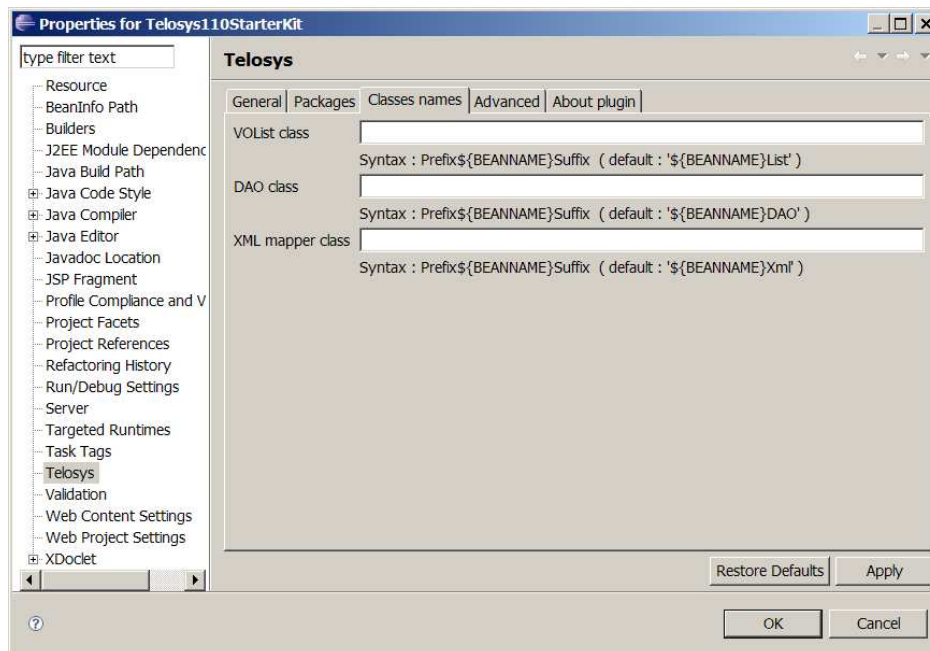 Properties for Telosys110StarterKit
type filter text
Resource
BeanInfo Path
Builders
J2EE Module Dependenc
Java Build Path
Java Code Style
Java Compiler
Java Editor
Javadoc Location
JSP Fragment
Profile Compliance and V
Project Facets
Project References
Refactoring History
Run/Debug Settings
Server
Targeted Runtimes
Task Tags
Telosys
Validation
Web Content Settings
Web Project Settings
XDoclet
Telosys
General Packages Classes names Advanced About plugin
VOList class
Syntax : Prefix${BEANNAME}Suffix ( default : '${BEANNAME}List' )
DAO class
Syntax : Prefix${BEANNAME}Suffix ( default : '${BEANNAME}DAO' )
XML mapper class
Syntax : Prefix${BEANNAME}Suffix ( default : '${BEANNAME}Xml' )
Restore Defaults Apply
? OK Cancel